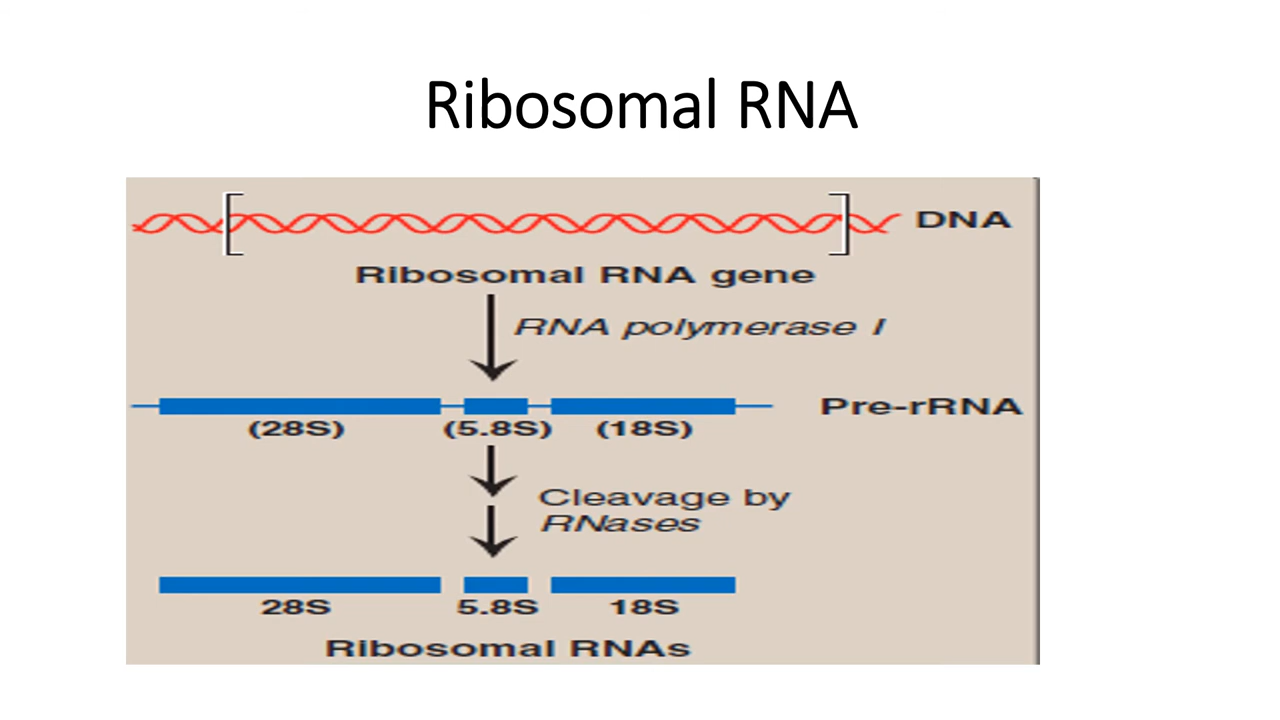 Ribosomal RNA
DNA
Ribosomal RNA gene
RNA polymerase I
Pre-rRNA
(28S) (5.8S) (18S)
Cleavage by
RNases
28S 5.8S 18S
Ribosomal RNAs